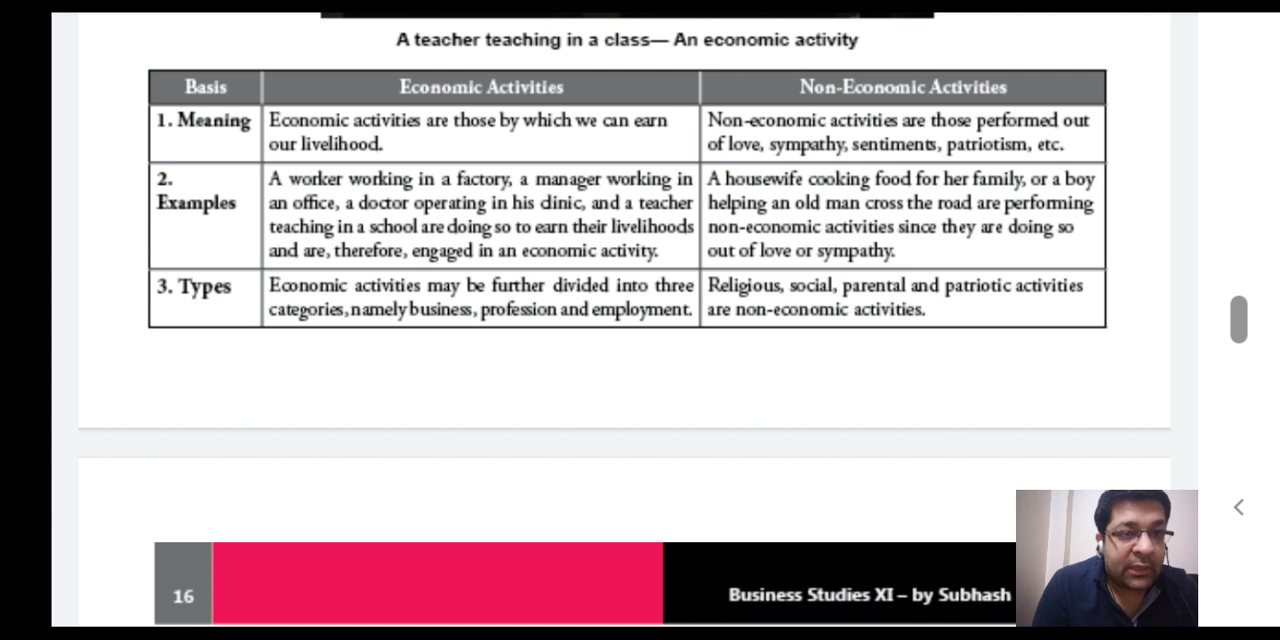 A teacher teaching in a class— An economic activity
Basis
Economic Activities
Non-Economic Activities
1. Meaning
Economic activities are those by which we can earn
our livelihood.
Non-economic activities are those performed out
of love, sympathy, sentiments, patriotism, etc.
2.
Examples
A worker working in a factory, a manager working in
an office, a doctor operating in his clinic, and a teacher
teaching in a school are doing so to earn their livelihoods
and are, therefore, engaged in an economic activity.
A housewife cooking food for her family, or a boy
helping an old man cross the road are performing
non-economic activities since they are doing so
out of love or sympathy.
3. Types
Economic activities may be further divided into three
categories, namely business, profession and employment.
Religious, social, parental and patriotic activities
are non-economic activities.
16
Business Studies XI – by Subhash